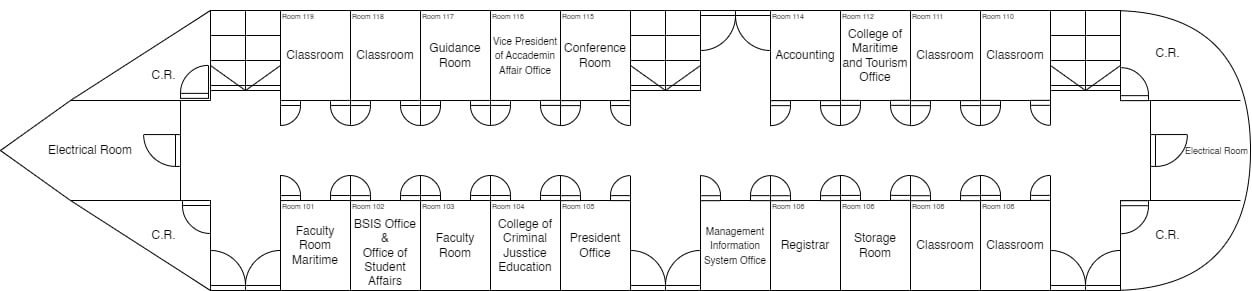 Room 119
Classroom
Room 118
Classroom
Room 117
Guidance
Room
Room 116
Vice President
of Accademin
Affair Office
Room 115
Conference
Room
Room 114
Accounting
Room 112
College of
Maritime
and Tourism
Office
Room 111
Classroom
Room 110
Classroom
C.R.
C.R.
Electrical Room
Electrical Room
C.R.
C.R.
Room 101
Faculty
Room
Maritime
Room 102
BSIS Office
&
Office of
Student
Affairs
Room 103
Faculty
Room
Room 104
College of
Criminal
Jusstice
Education
Room 105
President
Office
Management
Information
System Office
Room 106
Registrar
Room 106
Storage
Room
Room 106
Classroom
Room 106
Classroom